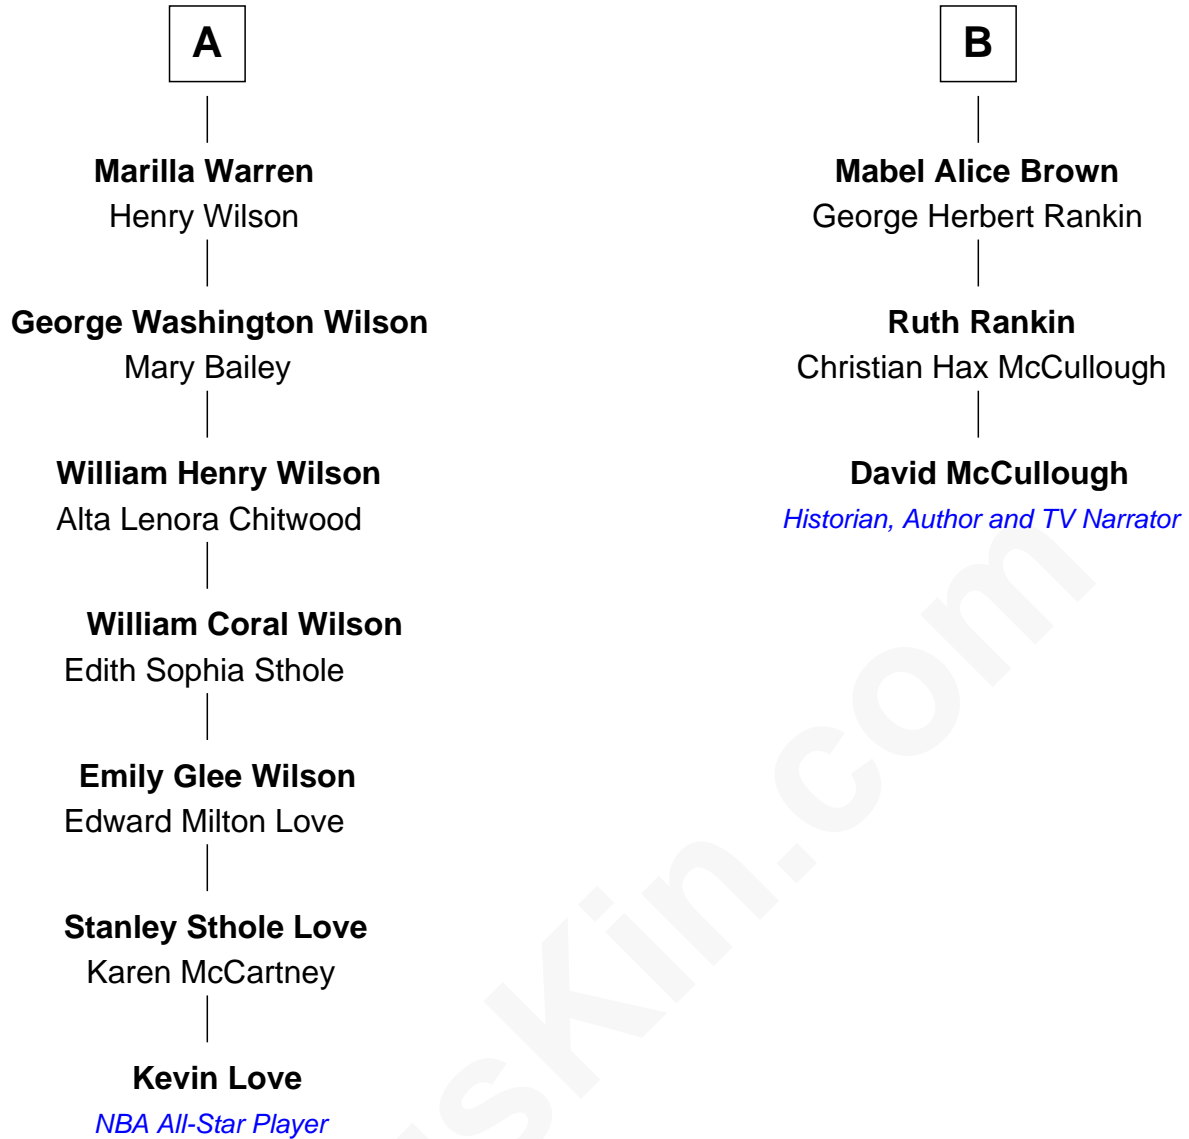 A
Marilla Warren
Henry Wilson
George Washington Wilson
Mary Bailey
William Henry Wilson
Alta Lenora Chitwood
William Coral Wilson
Edith Sophia Sthole
Emily Glee Wilson
Edward Milton Love
Stanley Sthole Love
Karen McCartney
Kevin Love
NBA All-Star Player
B
Mabel Alice Brown
George Herbert Rankin
Ruth Rankin
Christian Hax McCullough
David McCullough
Historian, Author and TV Narrator
sKin.com